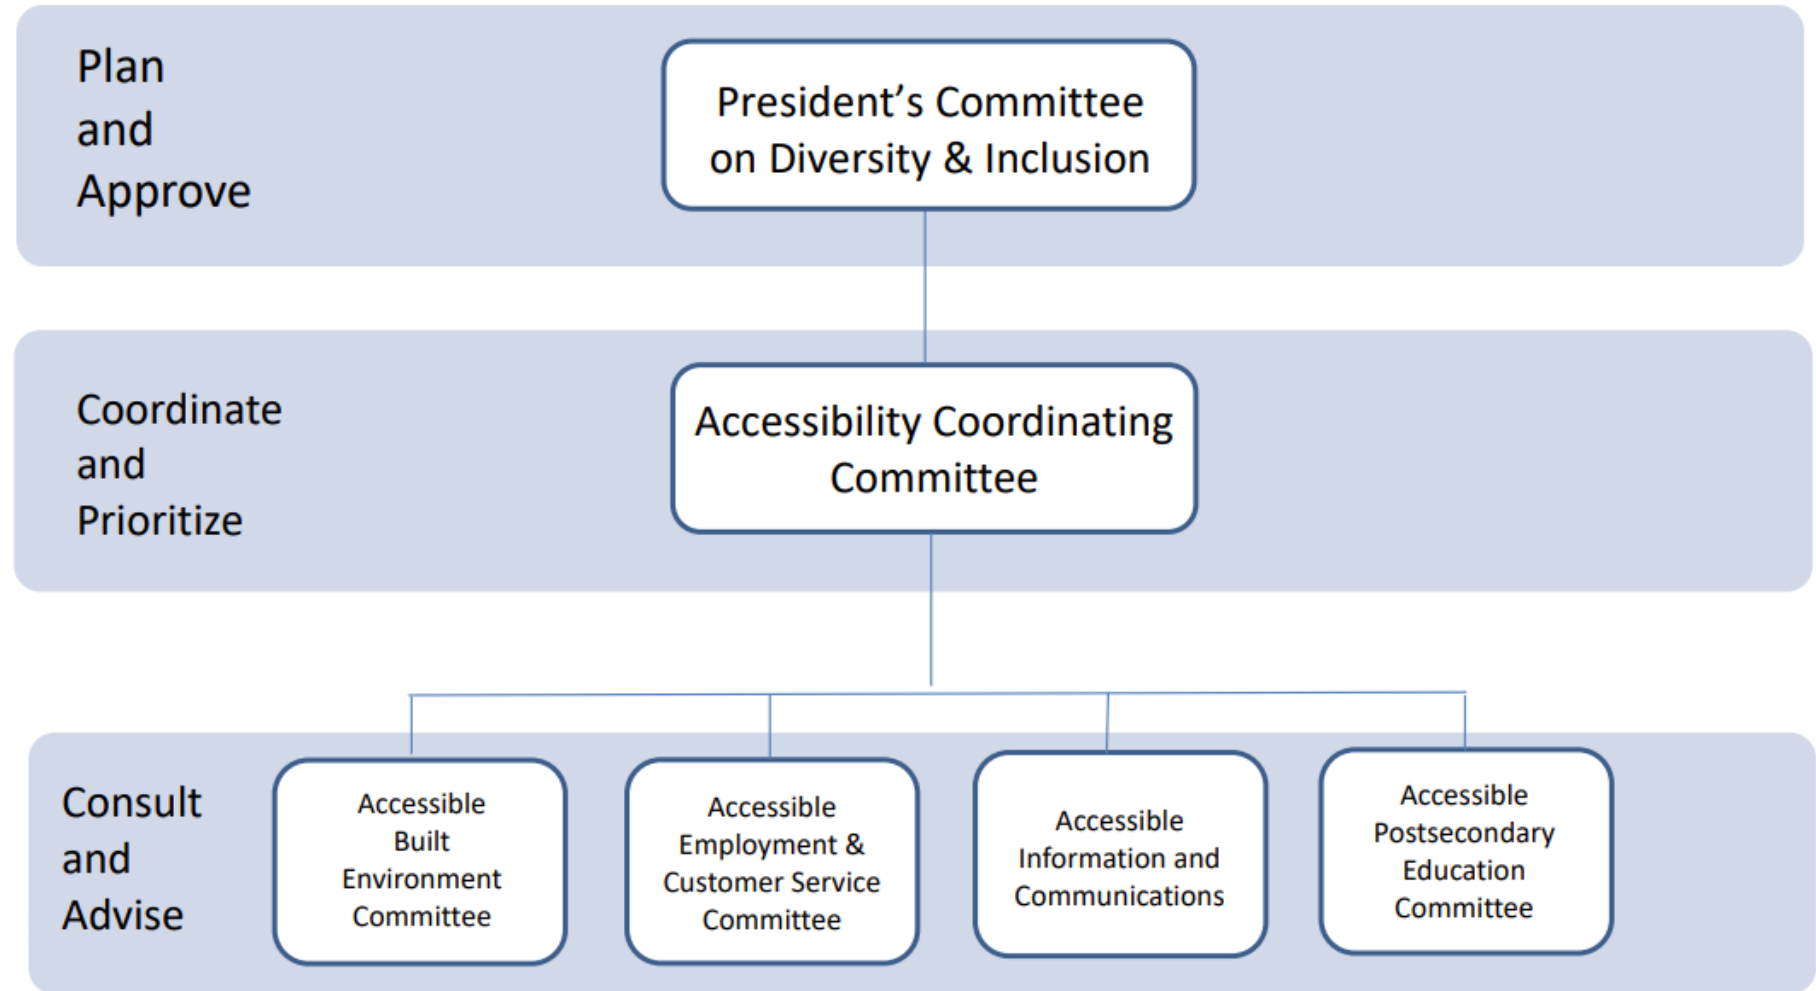 Plan
and
Approve
President’s Committee
on Diversity & Inclusion
Coordinate
and
Prioritize
Accessibility Coordinating
Committee
Consult
and
Advise
Accessible
Built
Environment
Committee
Accessible
Employment &
Customer Service
Committee
Accessible
Information and
Communications
Accessible
Postsecondary
Education
Committee